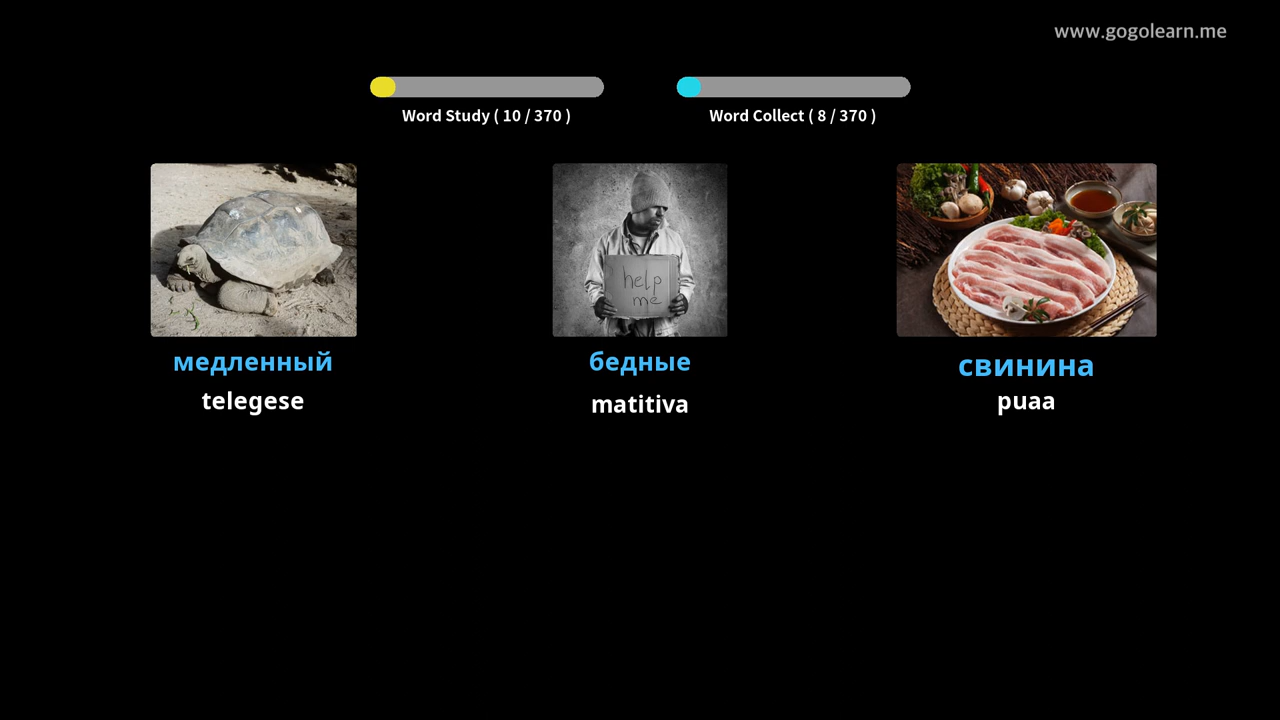 www.gogolearn.me
Word Study ( 10 / 370 )
Word Collect ( 8 / 370 )
help
me
медленный
бедные
свинина
telegese
matitiva
puaa